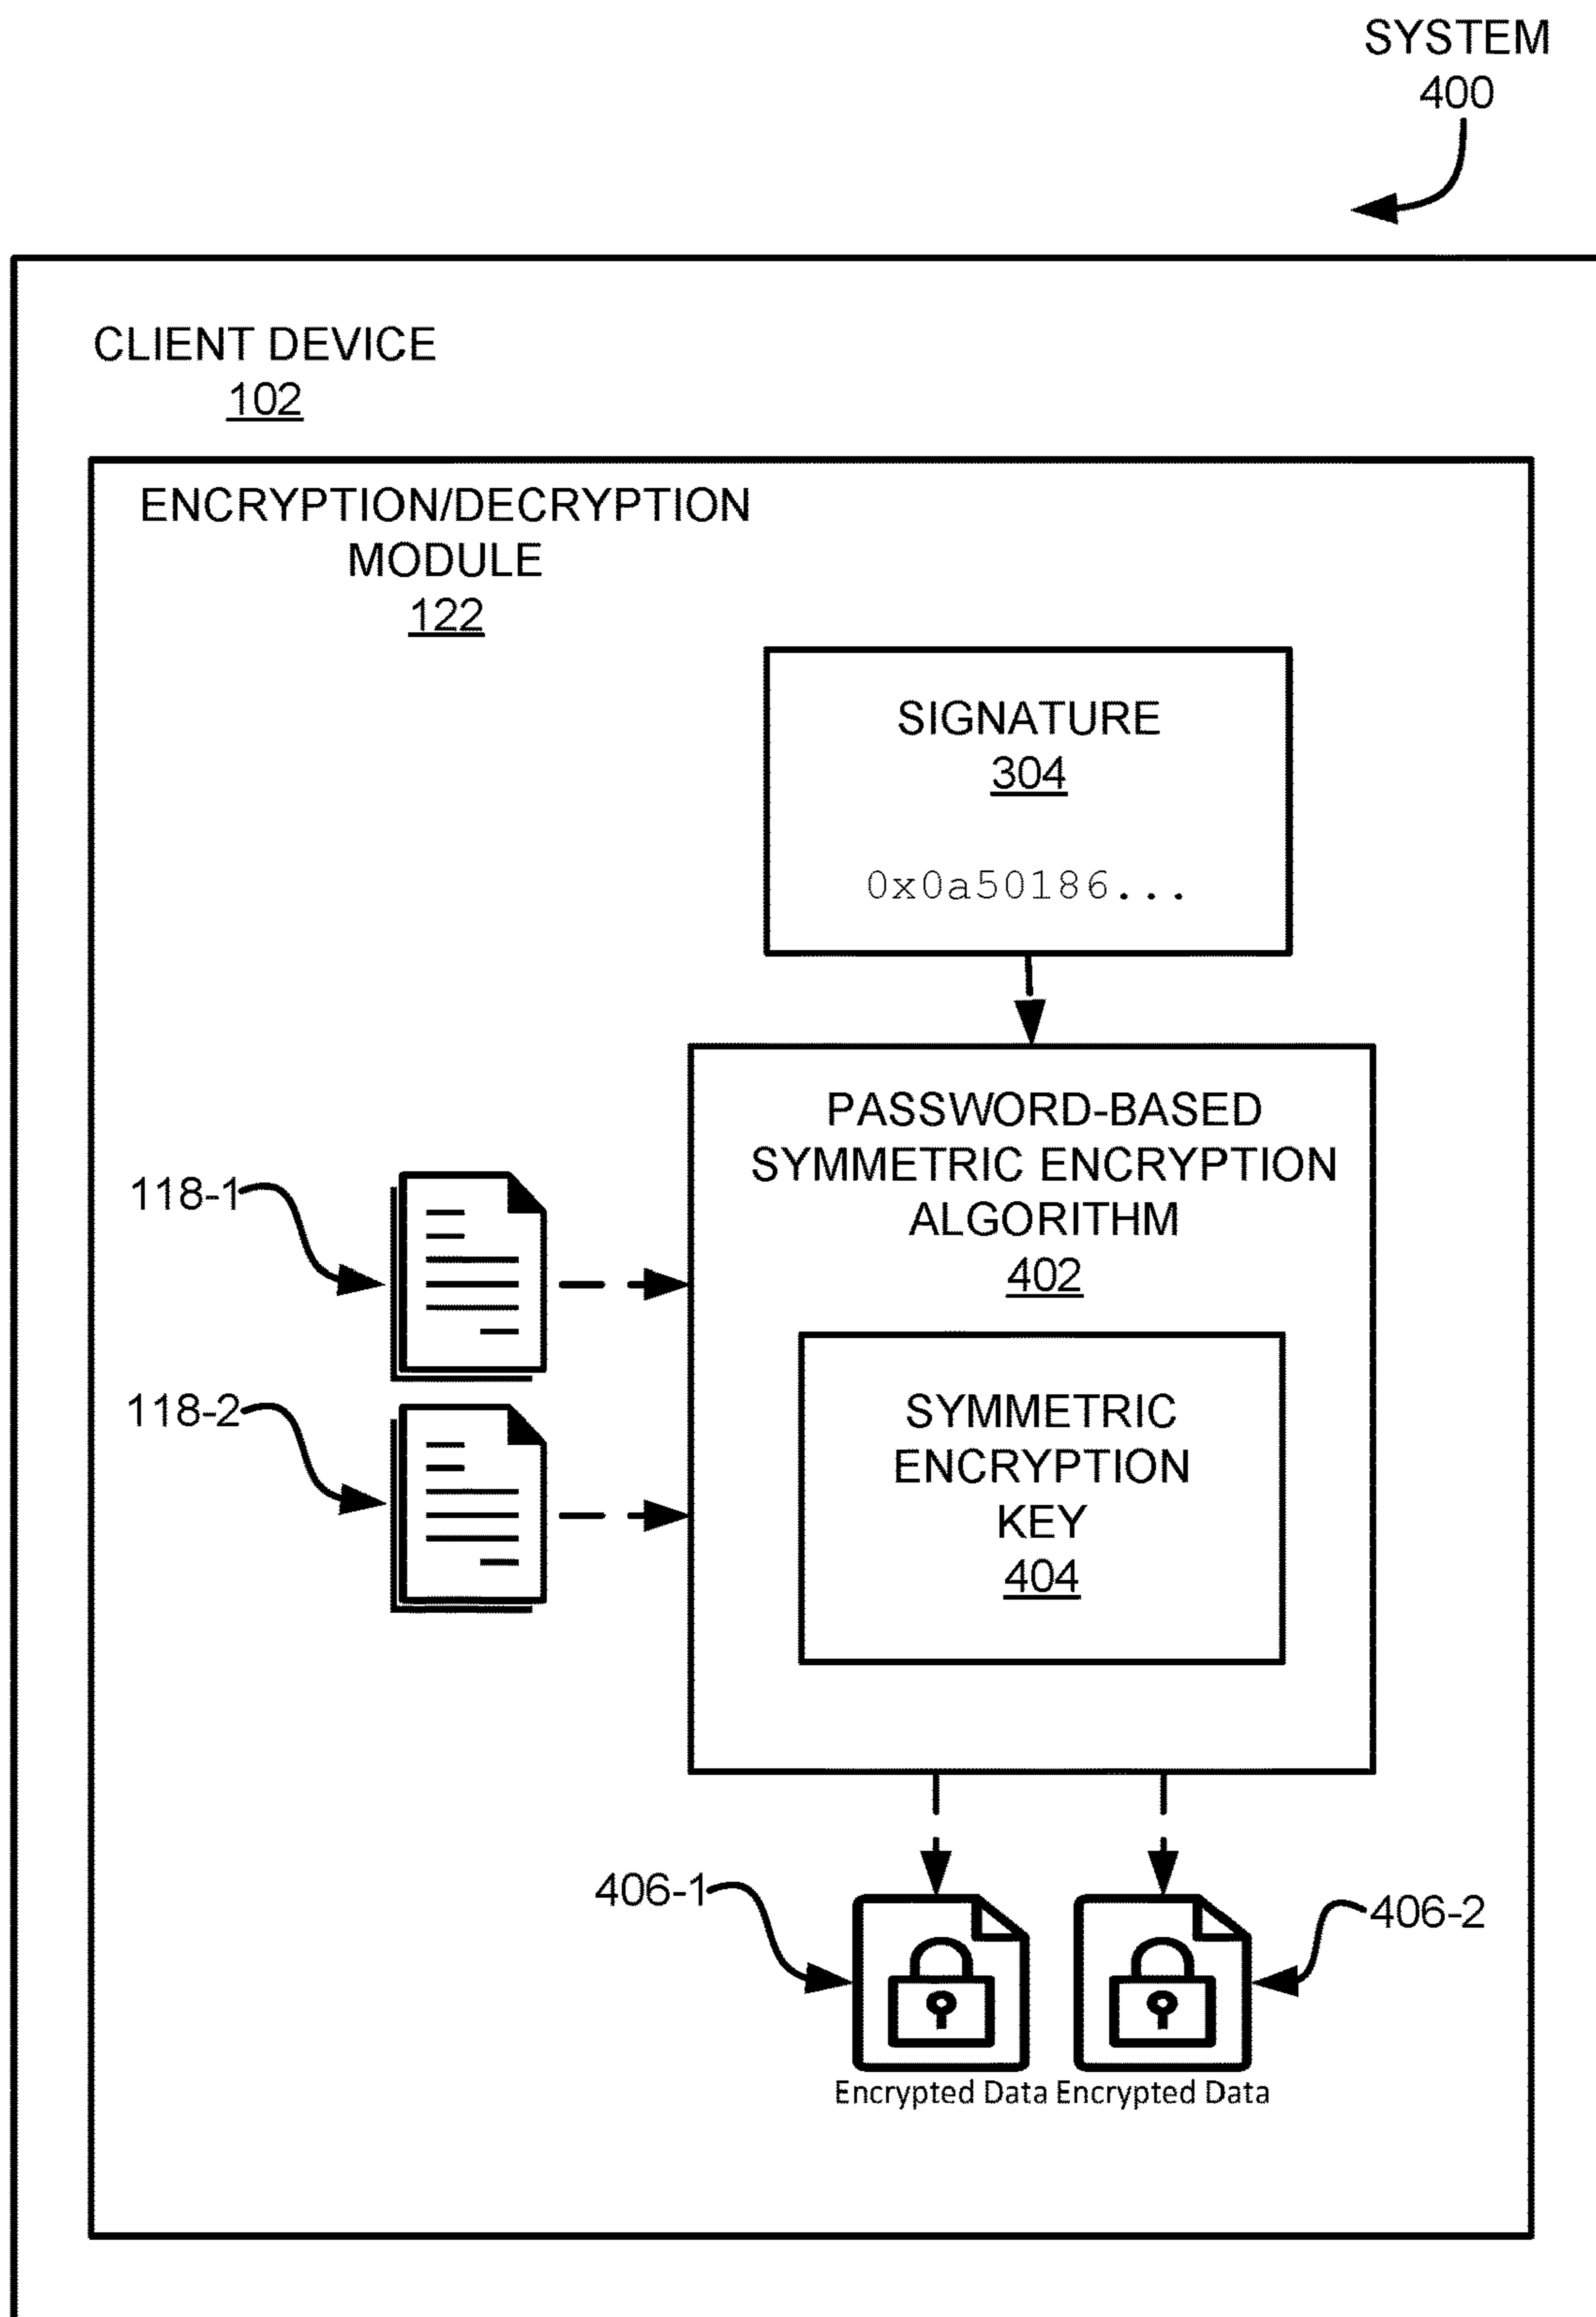 SYSTEM
400
CLIENT DEVICE
102
ENCRYPTION/DECRYPTION
MODULE
122
SIGNATURE
304
0x0a50186...
PASSWORD-BASED
SYMMETRIC ENCRYPTION
ALGORITHM
402
118-1
118-2
SYMMETRIC
ENCRYPTION
KEY
404
406-1
406-2
Encrypted Data
Encrypted Data